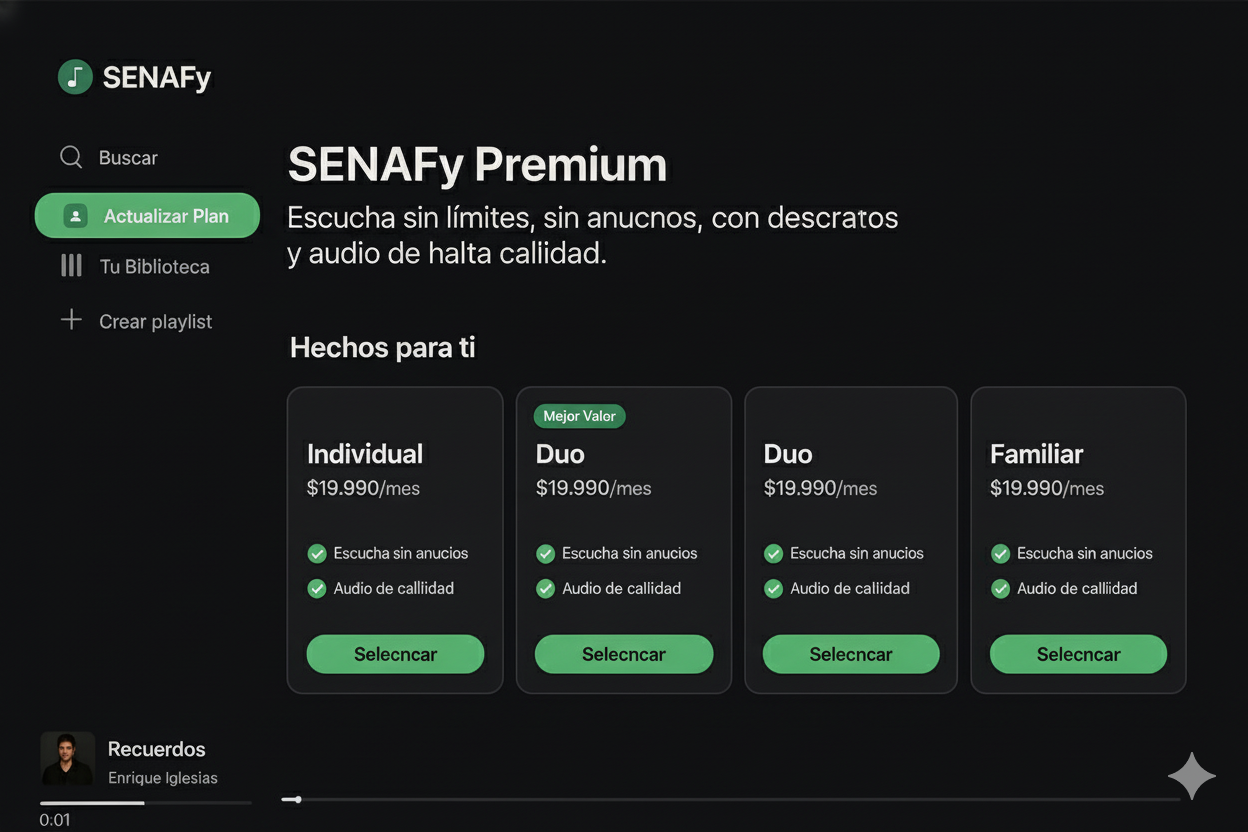 SENAFy
Buscar
Actualizar Plan
Tu Biblioteca
Crear playlist
SENAFy Premium
Escucha sin límites, sin anucnos, con descratos
y audio de halta caliidad.
Hechos para ti
Individual
$19.990/mes
Escucha sin anucios
Audio de calliidad
Selecncar
Mejor Valor
Duo
$19.990/mes
Escucha sin anucios
Audio de callidad
Selecncar
Duo
$19.990/mes
Escucha sin anucios
Audio de callidad
Selecncar
Familiar
$19.990/mes
Escucha sin anucios
Audio de calliidad
Selecncar
Recuerdos
Enrique Iglesias
0:01